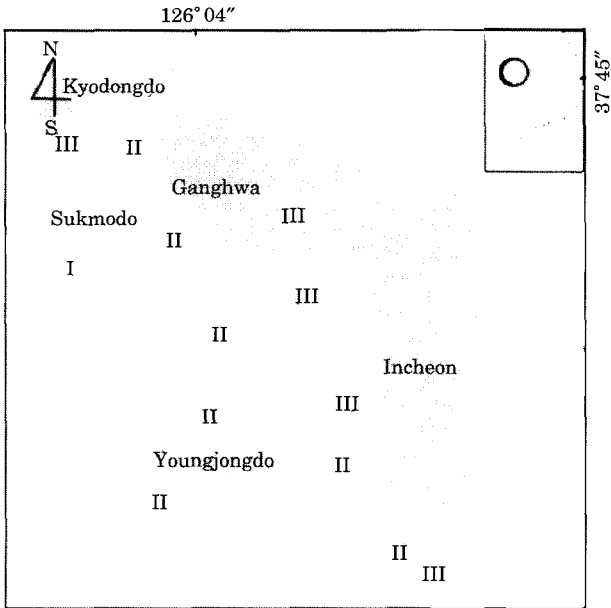 126° 04″
37° 45″
N
Kyodongdo
S
III II
Ganghwa
Sukmodo
III
II
I
III
II
Incheon
III
II
Youngjongdo
II
II
II
III